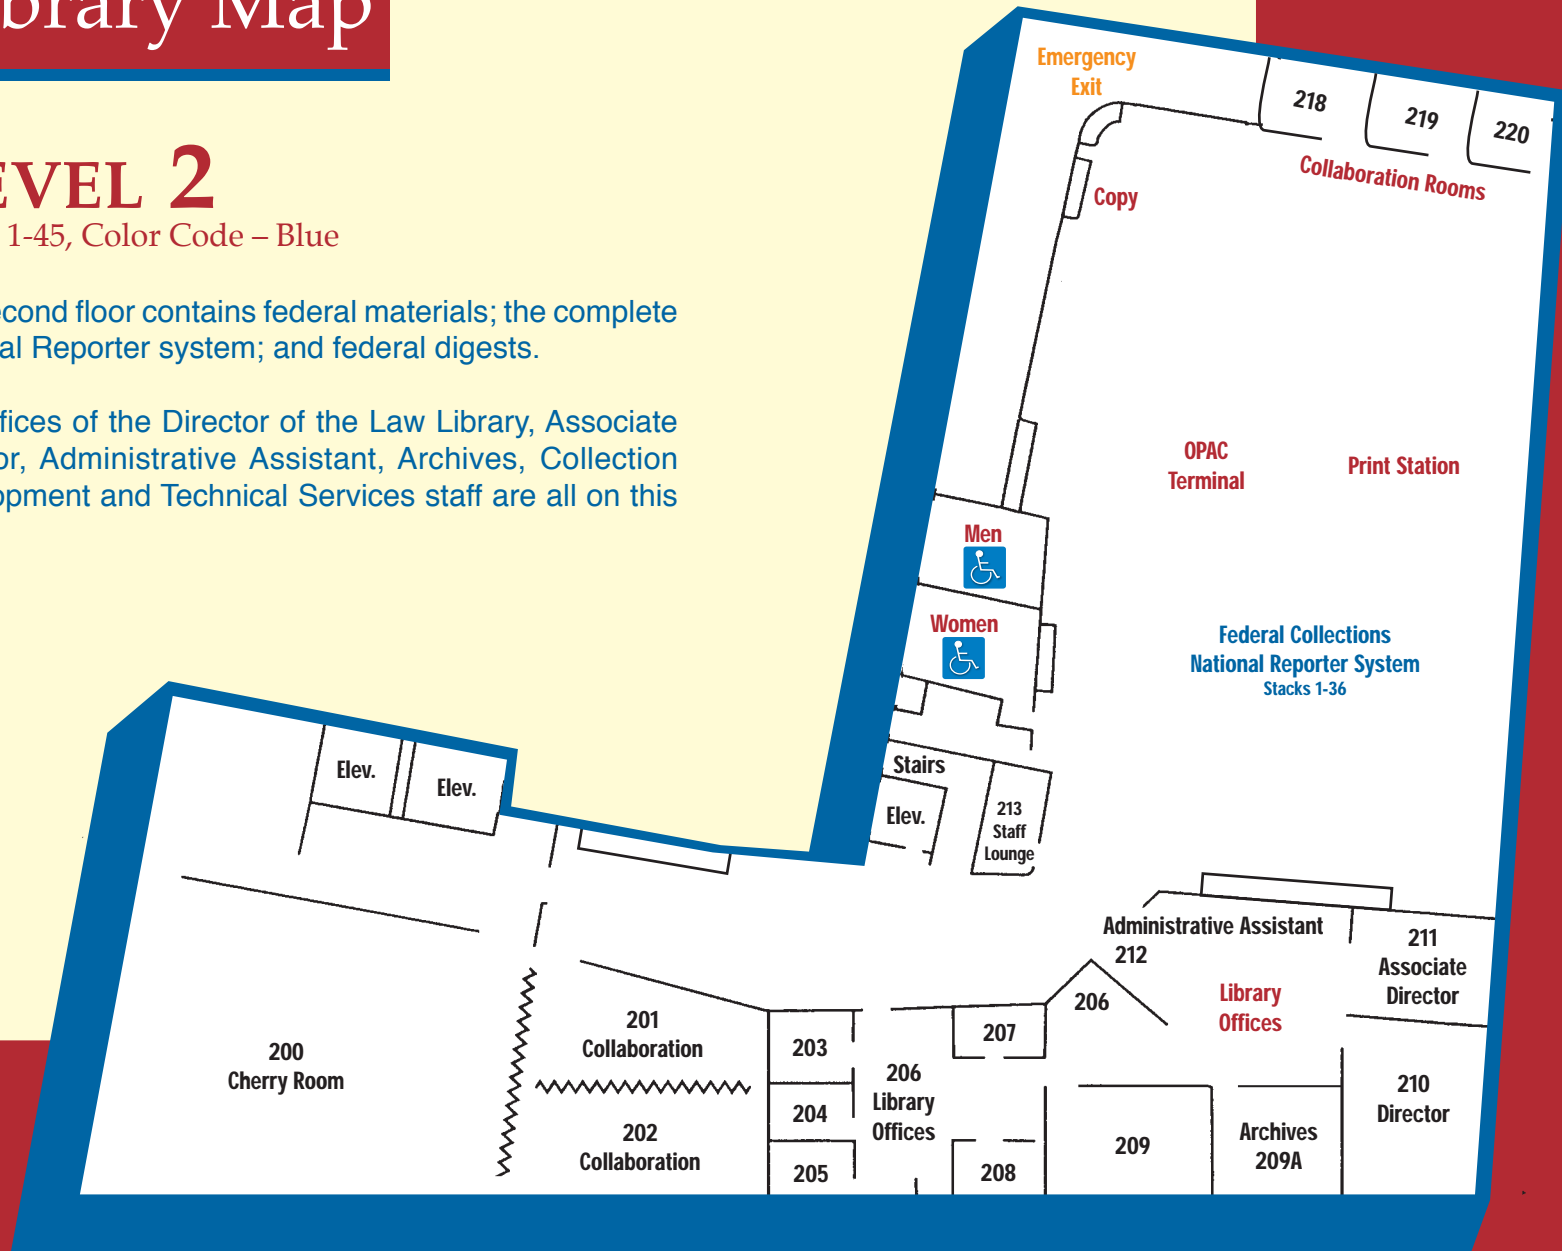 brary Map
EVEL 2
1-45, Color Code – Blue
econd floor contains federal materials; the complete
al Reporter system; and federal digests.
fices of the Director of the Law Library, Associate
or, Administrative Assistant, Archives, Collection
opment and Technical Services staff are all on this
Emergency
Exit
218
219
220
Collaboration Rooms
Copy
OPAC
Terminal
Print Station
Men
Women
Federal Collections
National Reporter System
Stacks 1-36
Stairs
Elev.
213
Staff
Lounge
Elev.
Elev.
Administrative Assistant
212
211
Associate
Director
Library
Offices
206
201
Collaboration
203
207
200
Cherry Room
206
Library
Offices
204
210
Director
202
Collaboration
205
208
209
Archives
209A